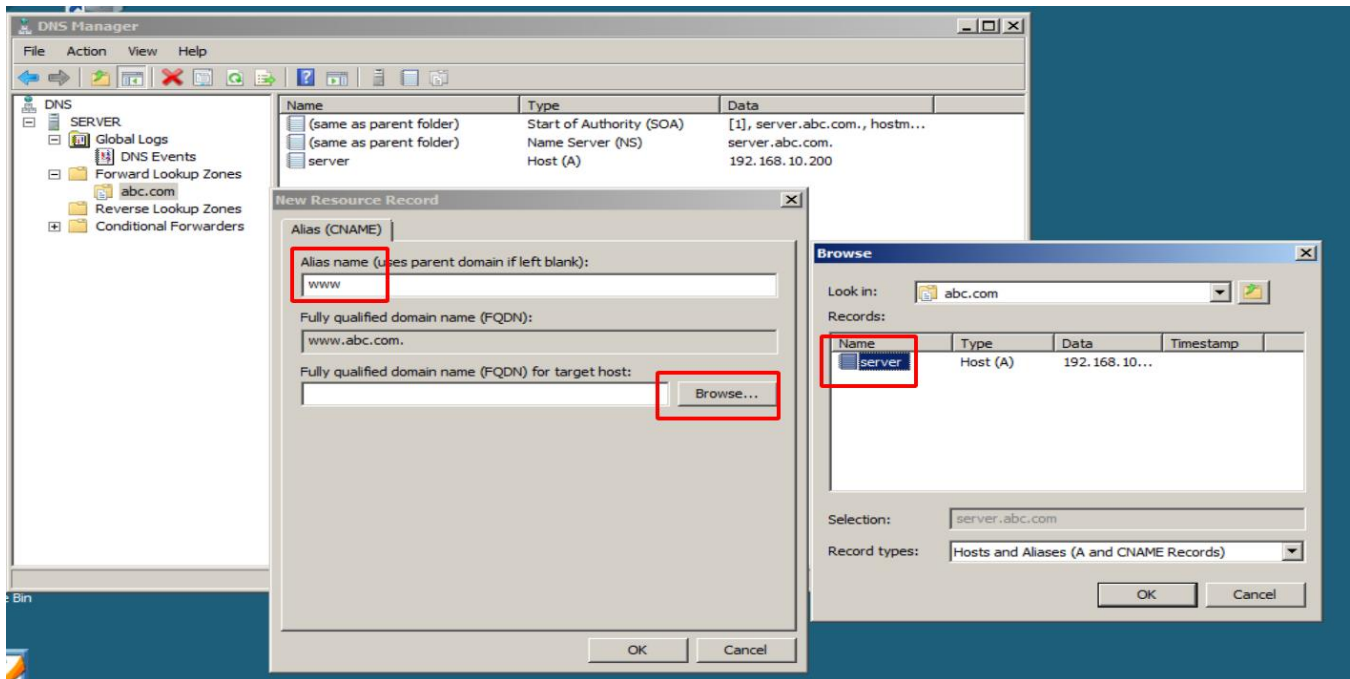 DNS Manager
File Action View Help
DNS
SERVER
Global Logs
DNS Events
Forward Lookup Zones
abc.com
Reverse Lookup Zones
Conditional Forwarders
Name Type Data
(same as parent folder) Start of Authority (SOA) [1], server.abc.com., hostm...
(same as parent folder) Name Server (NS) server.abc.com.
server Host (A) 192.168.10.200
New Resource Record
Alias (CNAME)
Alias name (uses parent domain if left blank):
www
Fully qualified domain name (FQDN):
www.abc.com.
Fully qualified domain name (FQDN) for target host:
Browse...
OK Cancel
Browse
Look in: abc.com
Records:
Name Type Data Timestamp
server Host (A) 192.168.10...
Selection: server.abc.com
Record types: Hosts and Aliases (A and CNAME Records)
OK Cancel
Bin